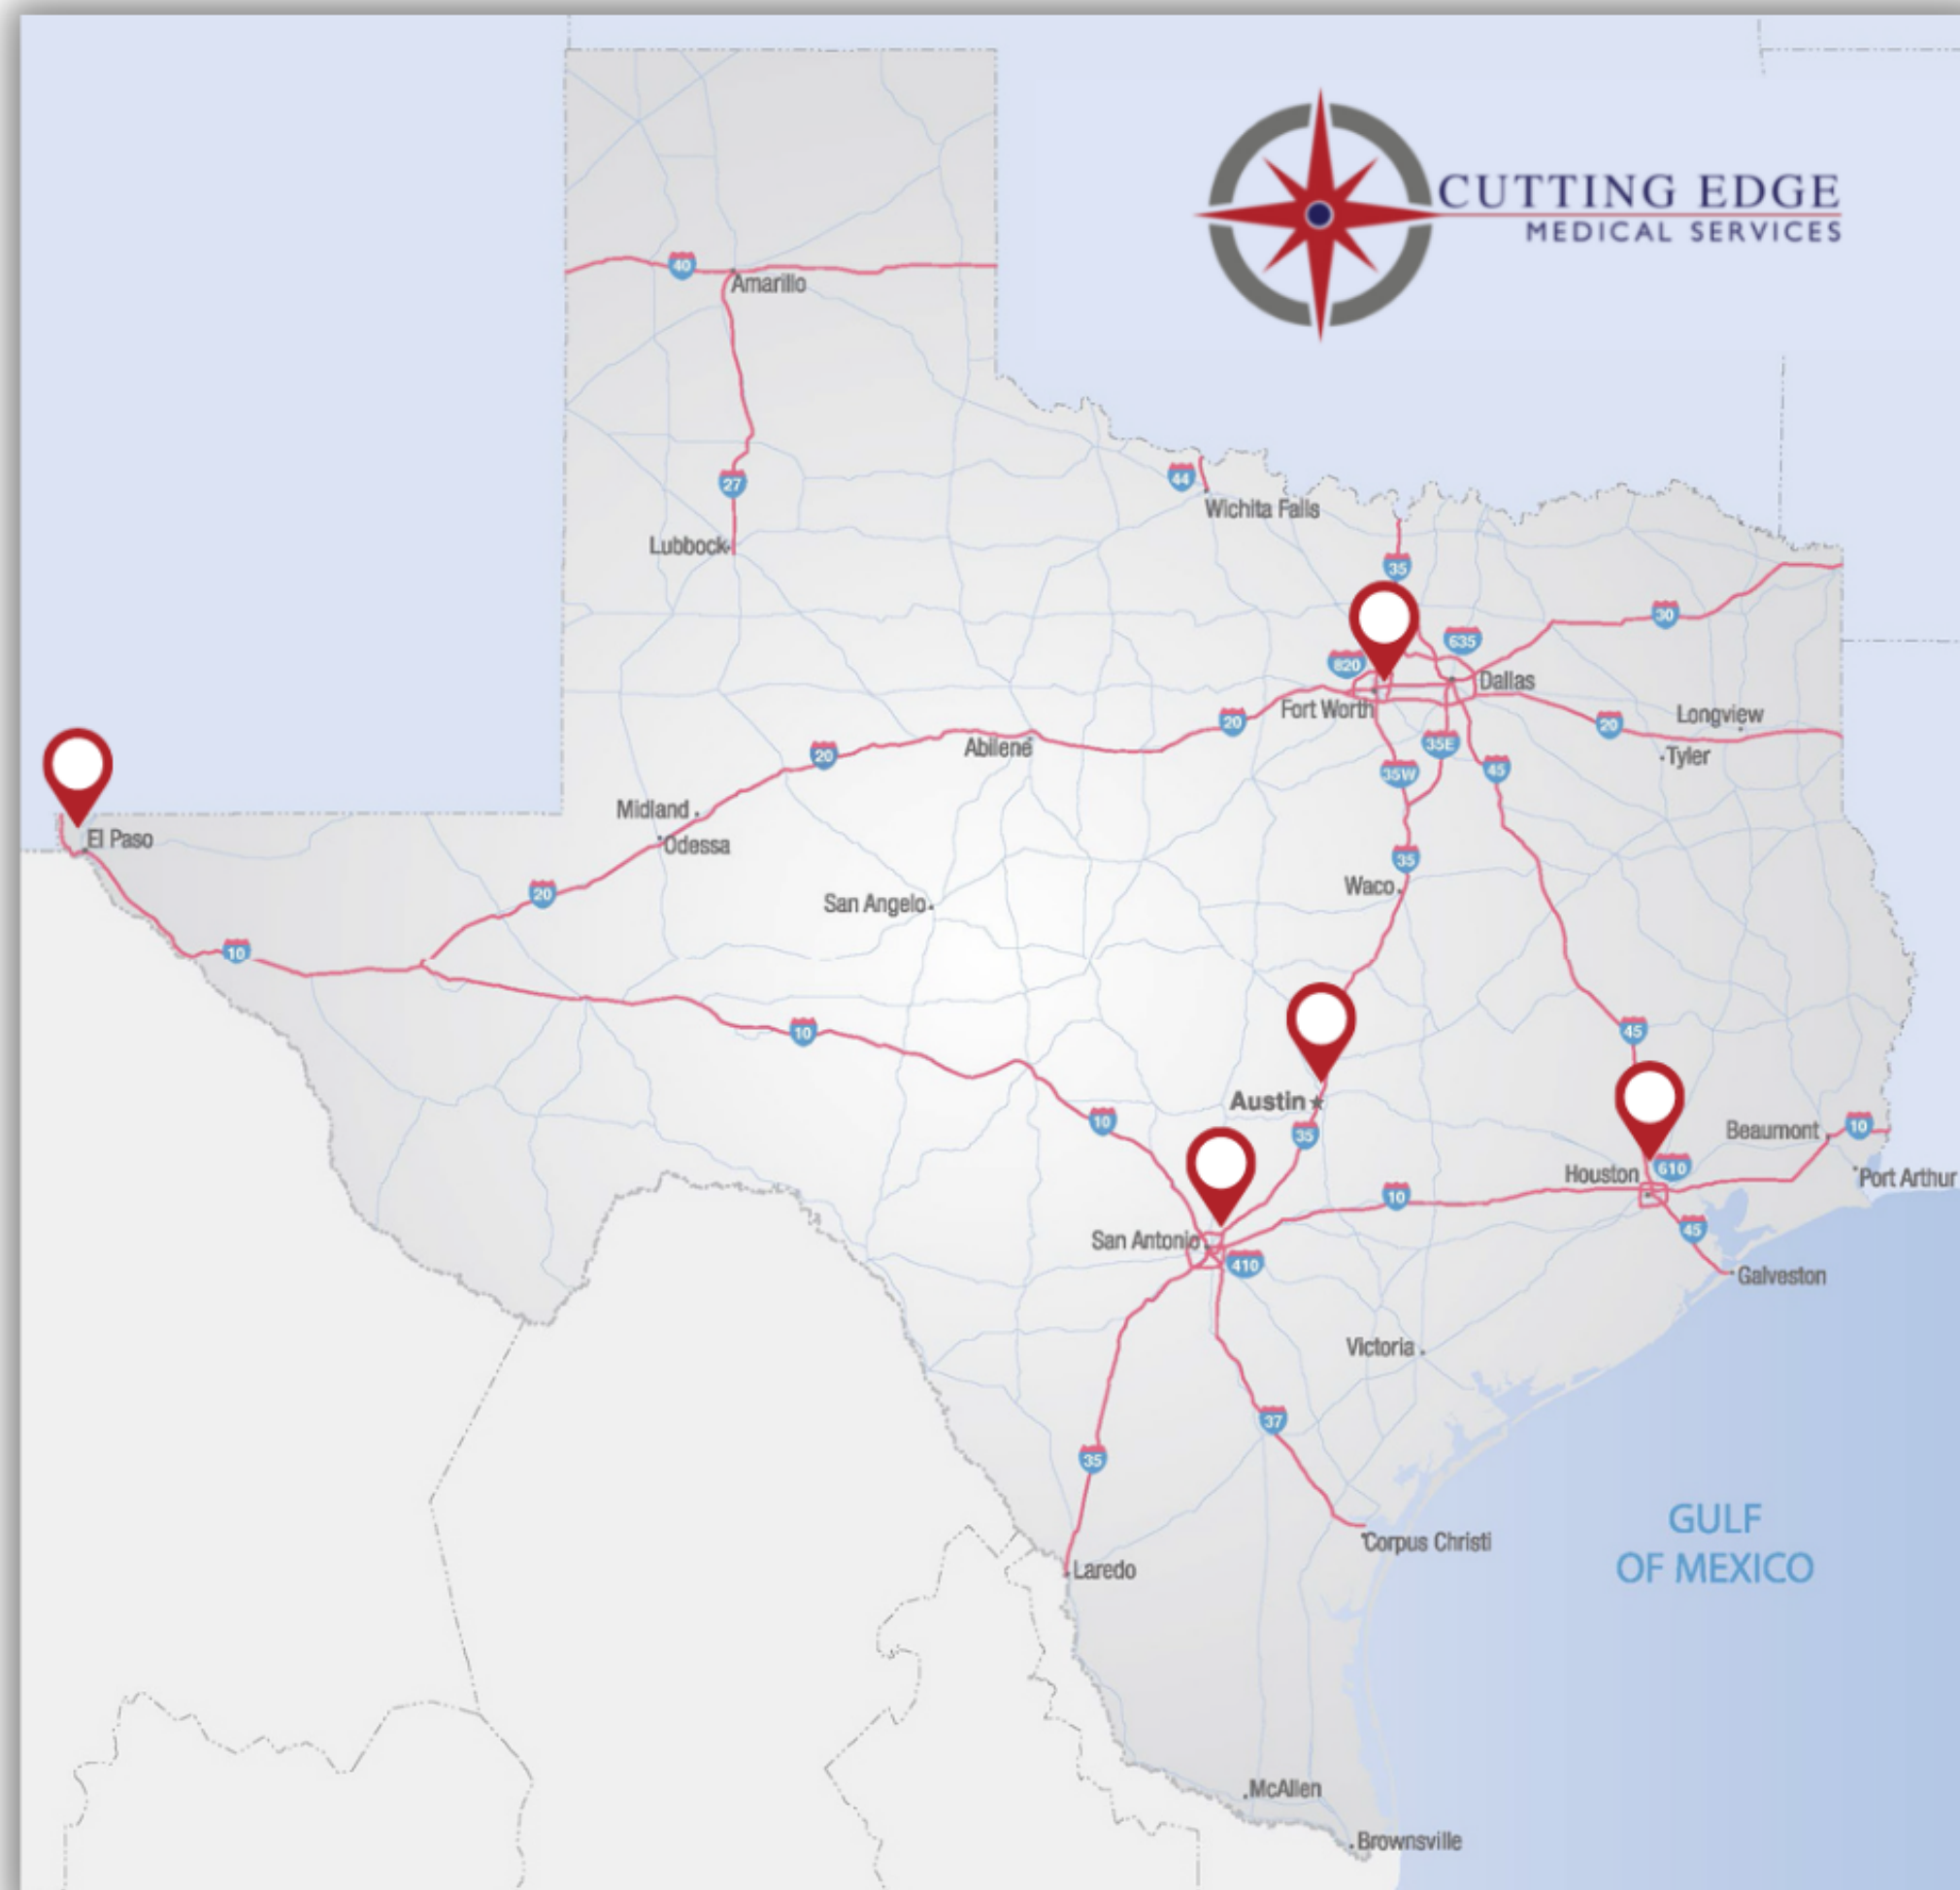 CUTTING EDGE
MEDICAL SERVICES
40
Amarillo
27
Lubbock
44
Wichita Falls
35
30
635
820
Dallas
Fort Worth
20
20
Longview
Tyler
35E
35W
45
Abilene
20
Midland
Odessa
El Paso
35
Waco
20
San Angelo
10
10
45
Austin
10
35
Beaumont
10
Houston
610
Port Arthur
10
45
San Antonio
410
Galveston
Victoria
37
35
GULF
OF MEXICO
Corpus Christi
Laredo
McAllen
Brownsville